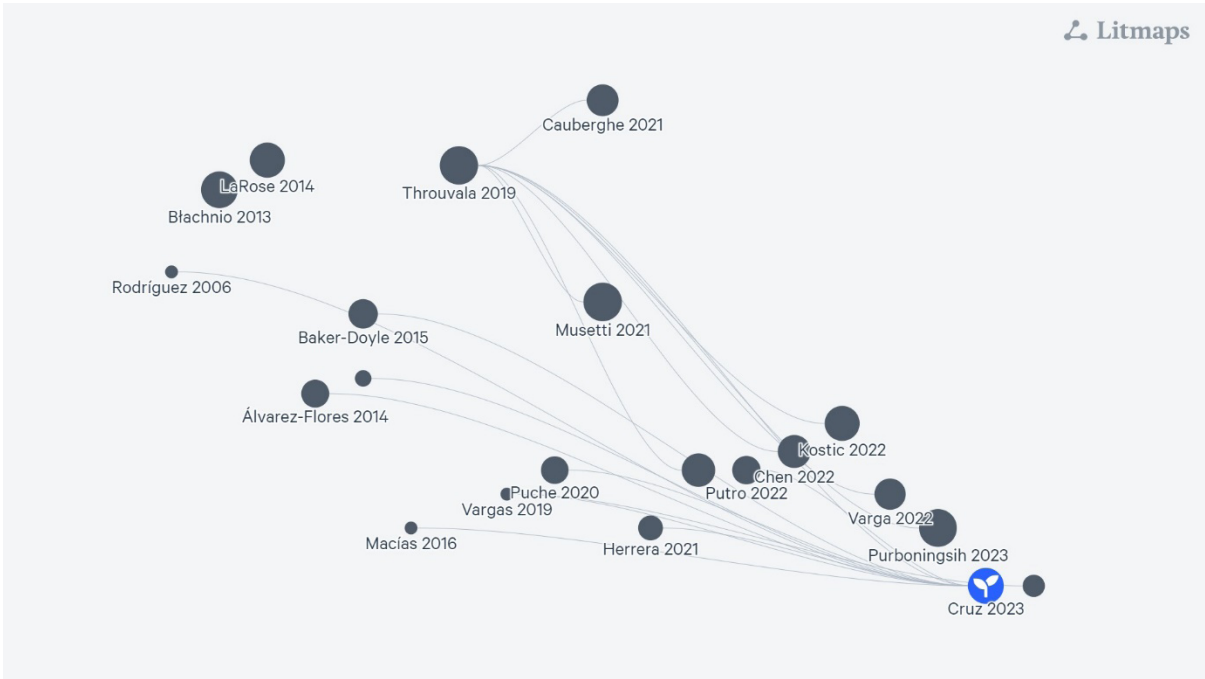 Litmaps
Cauberghe 2021
LaRose 2014
Throuvala 2019
Błachnio 2013
Rodríguez 2006
Musetti 2021
Baker-Doyle 2015
Álvarez-Flores 2014
Kostic 2022
Chen 2022
Puche 2020
Putro 2022
Vargas 2019
Varga 2022
Macías 2016
Herrera 2021
Purboningsih 2023
Cruz 2023